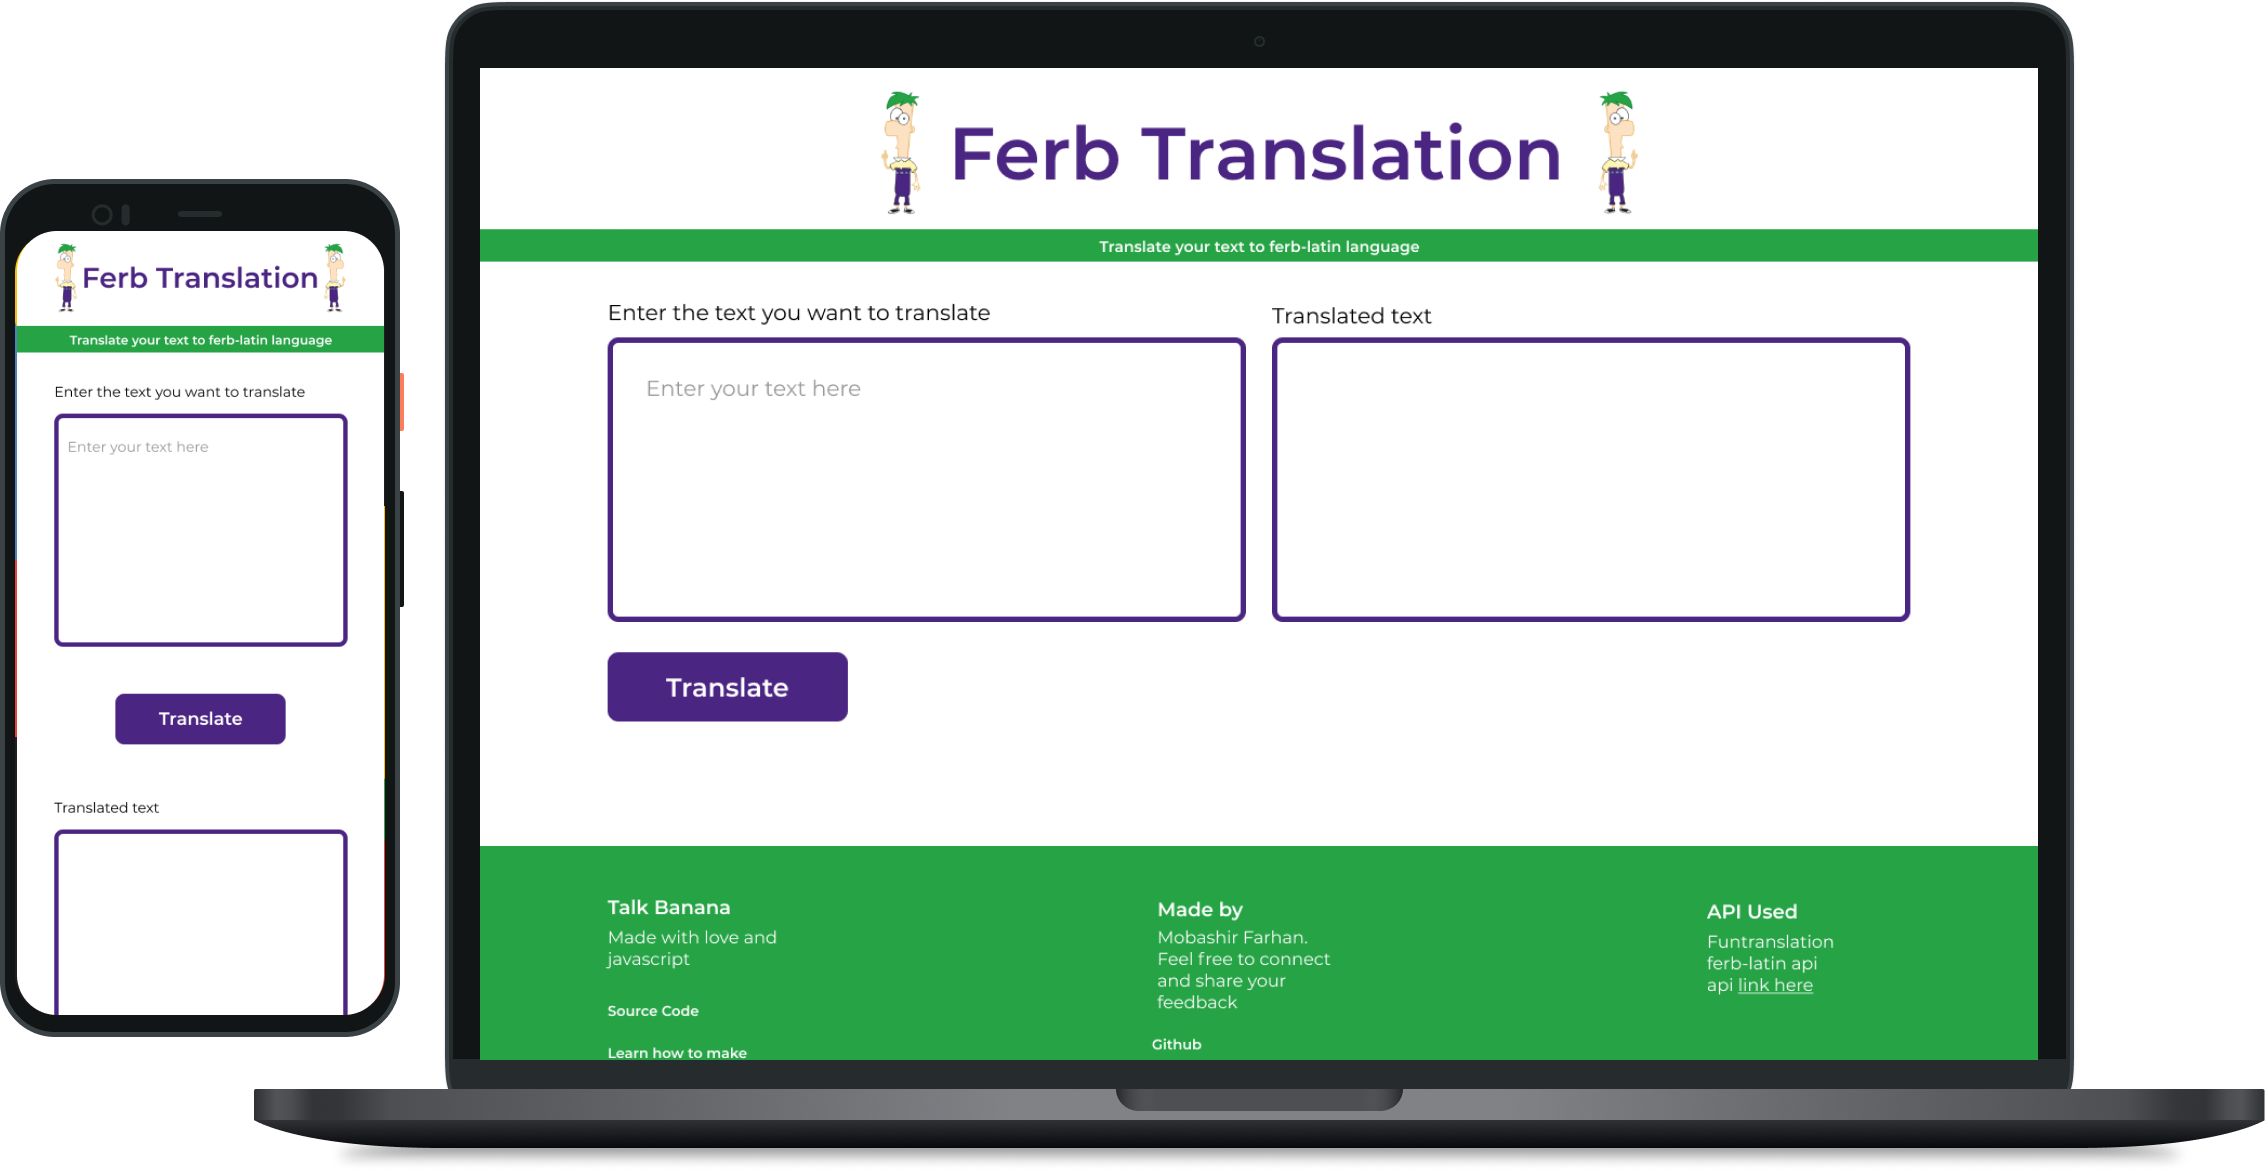 Ferb Translation
Translate your text to ferb-latin language
Enter the text you want to translate
Enter your text here
Translate
Translated text
Ferb Translation
Translate your text to ferb-latin language
Enter the text you want to translate
Enter your text here
Translated text
Translate
Talk Banana
Made with love and
javascript
Source Code
Learn how to make
Made by
Mobashir Farhan.
Feel free to connect
and share your
feedback
Github
API Used
Funtranslation
ferb-latin api
api link here